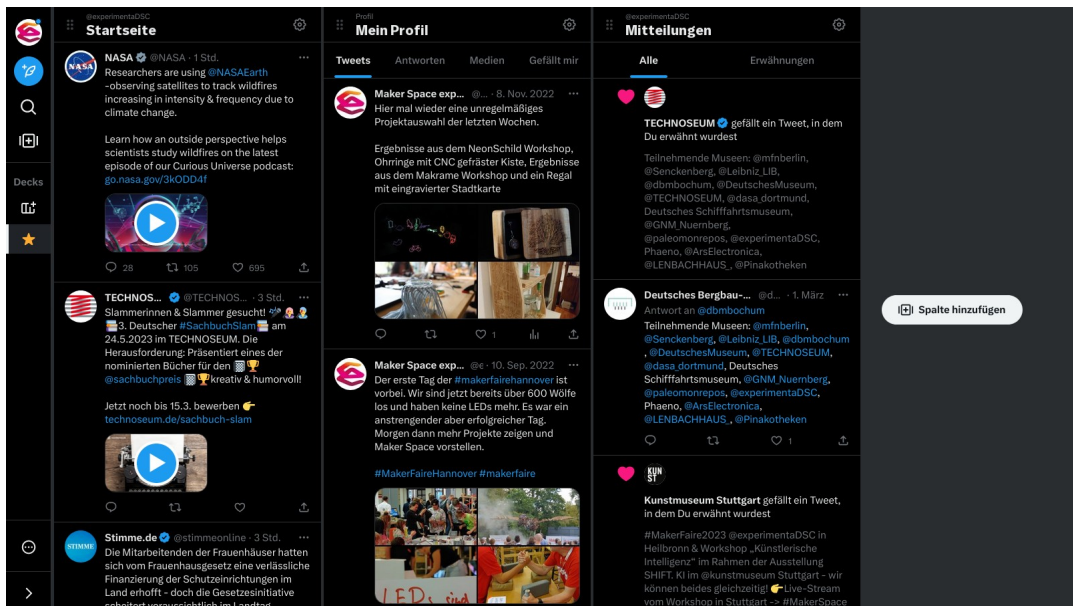 @experimentaDSC
Startseite
Decks
NASA @NASA · 1 Std.
Researchers are using @NASAEarth
-observing satellites to track wildfires
increasing in intensity & frequency due to
climate change.
Learn how an outside perspective helps
scientists study wildfires on the latest
episode of our Curious Universe podcast:
go.nasa.gov/3kODD4f
28 105 695
TECHNOS... @TECHNOS... · 3 Std.
Slammerinnen & Slammer gesucht!
3. Deutscher #SachbuchSlam am
24.5.2023 im TECHNOSEUM. Die
Herausforderung: Präsentiert eines der
nominierten Bücher für den
@sachbuchpreis kreativ & humorvoll!
Jetzt noch bis 15.3. bewerben
technoseum.de/sachbuch-slam
STIMME
Stimme.de @stimmeonline · 3 Std.
Die Mitarbeitenden der Frauenhäuser hatten
sich vom Frauenhausgesetz eine verlässliche
Finanzierung der Schutzeinrichtungen im
Land erhofft - doch die Gesetzesinitiative
scheitert voraussichtlich im Landtag
Profil
Mein Profil
Tweets Antworten Medien Gefällt mir
Maker Space exp... @... · 8. Nov. 2022
Hier mal wieder eine unregelmäßiges
Projektauswahl der letzten Wochen.
Ergebnisse aus dem NeonSchild Workshop,
Ohrringe mit CNC gefräster Kiste, Ergebnisse
aus dem Makrame Workshop und ein Regal
mit eingravierter Stadtkarte
1
Maker Space exp... @e · 10. Sep. 2022
Der erste Tag der #makerfairehannover ist
vorbei. Wir sind jetzt bereits über 600 Wölfe
los und haben keine LEDs mehr. Es war ein
anstrengender aber erfolgreicher Tag.
Morgen dann mehr Projekte zeigen und
Maker Space vorstellen.
#MakerFaireHannover #makerfaire
LEDs sind
@experimentaDSC
Mitteilungen
Alle Erwähnungen
TECHNOSEUM gefällt ein Tweet, in dem
Du erwähnt wurdest
Teilnehmende Museen: @mfnberlin,
@Senckenberg, @Leibniz_LIB,
@dbmbochum, @DeutschesMuseum,
@TECHNOSEUM, @dasa_dortmund,
Deutsches Schifffahrtsmuseum,
@GNM_Nuernberg,
@paleomonrepos, @experimentaDSC,
Phaeno, @ArsElectronica,
@LENBACHHAUS_, @Pinakotheken
Deutsches Bergbau-... @d... · 1. März
Antwort an @dbmbochum
Teilnehmende Museen: @mfnberlin,
@Senckenberg, @Leibniz_LIB, @dbmbochum
, @DeutschesMuseum, @TECHNOSEUM,
@dasa_dortmund, Deutsches
Schifffahrtsmuseum, @GNM_Nuernberg,
@paleomonrepos, @experimentaDSC,
Phaeno, @ArsElectronica,
@LENBACHHAUS_, @Pinakotheken
1
KUN
ST
Kunstmuseum Stuttgart gefällt ein Tweet,
in dem Du erwähnt wurdest
#MakerFaire2023 @experimentaDSC in
Heilbronn & Workshop „Künstlerische
Intelligenz" im Rahmen der Ausstellung
SHIFT. KI im @kunstmuseum Stuttgart - wir
können beides gleichzeitig! Live-Stream
vom Workshop in Stuttgart -> #MakerSpace
Spalte hinzufügen